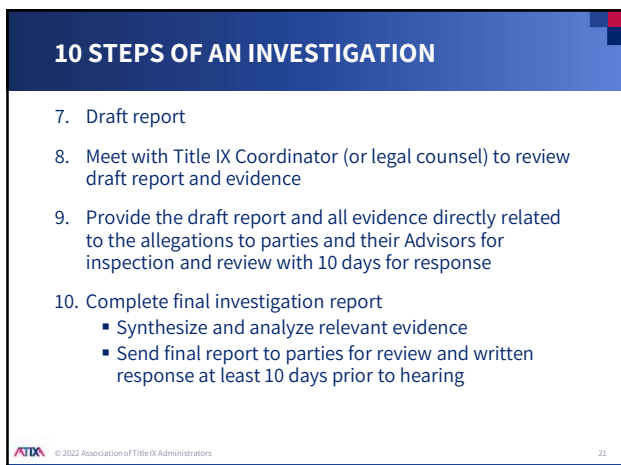 10 STEPS OF AN INVESTIGATION
7. Draft report
8. Meet with Title IX Coordinator (or legal counsel) to review
draft report and evidence
9. Provide the draft report and all evidence directly related
to the allegations to parties and their Advisors for
inspection and review with 10 days for response
10. Complete final investigation report
▪ Synthesize and analyze relevant evidence
▪ Send final report to parties for review and written
response at least 10 days prior to hearing
ATIXA © 2022 Association of Title IX Administrators 21